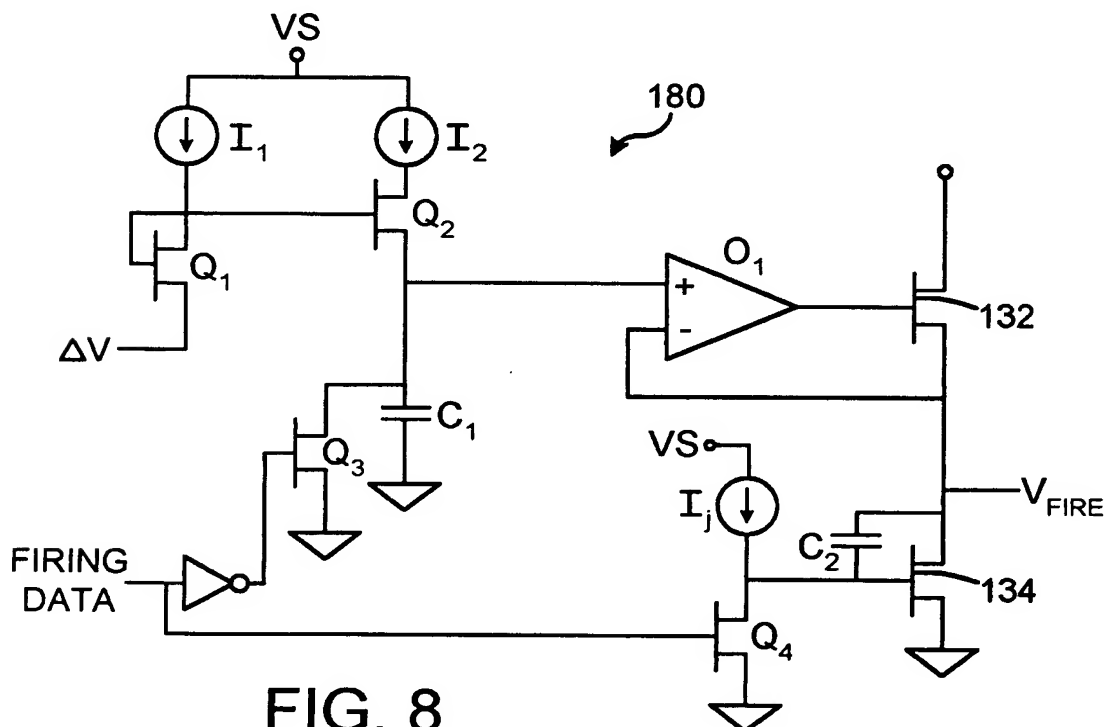 VS
180
I1
I2
Q2
Q1
O1
+
-
132
ΔV
C1
Q3
VS
Ij
VFIRE
C2
FIRING
DATA
134
Q4
FIG. 8